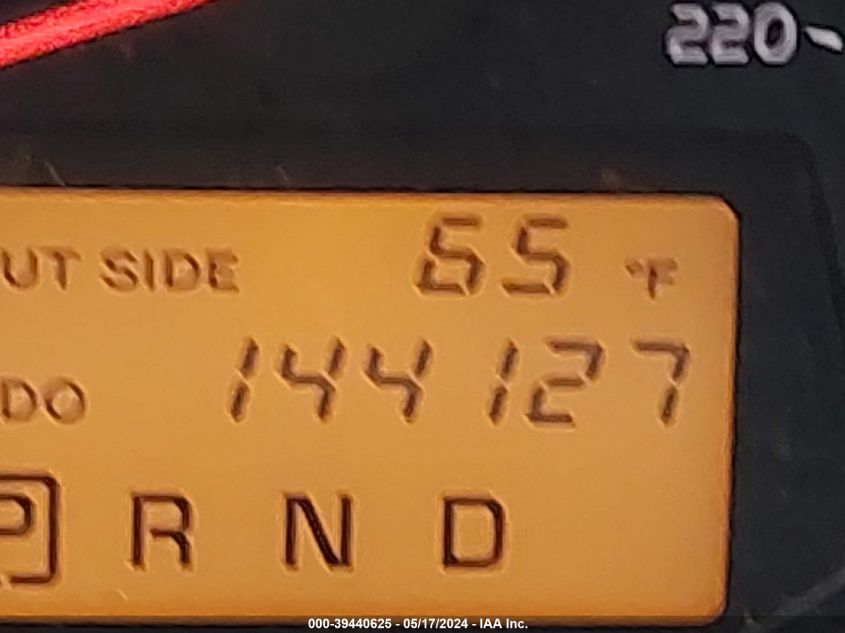 220
UT SIDE 65 °F
DO 144127
P R N D
000-39440625 - 05/17/2024 - IAA Inc.